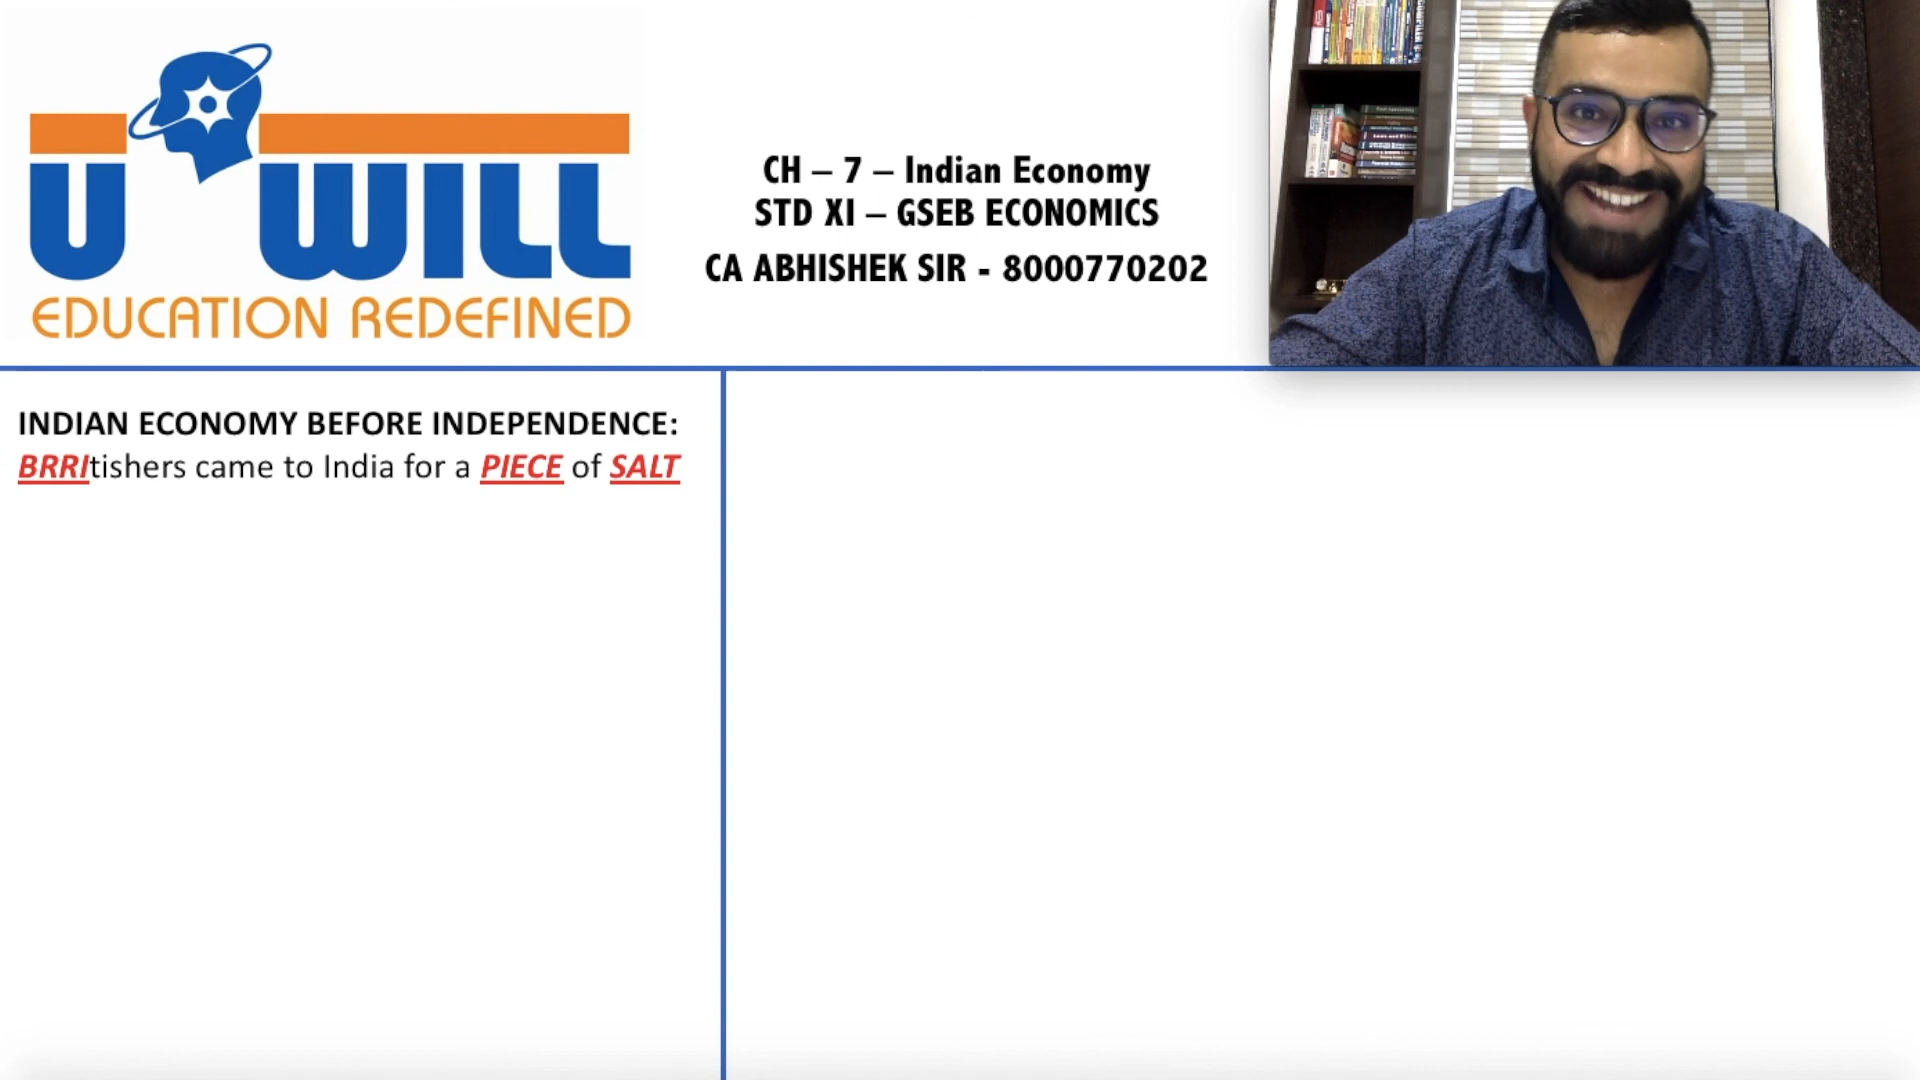 U WILL
EDUCATION REDEFINED
CH – 7 – Indian Economy
STD XI – GSEB ECONOMICS
CA ABHISHEK SIR - 8000770202
INDIAN ECONOMY BEFORE INDEPENDENCE:
BRRItishers came to India for a PIECE of SALT